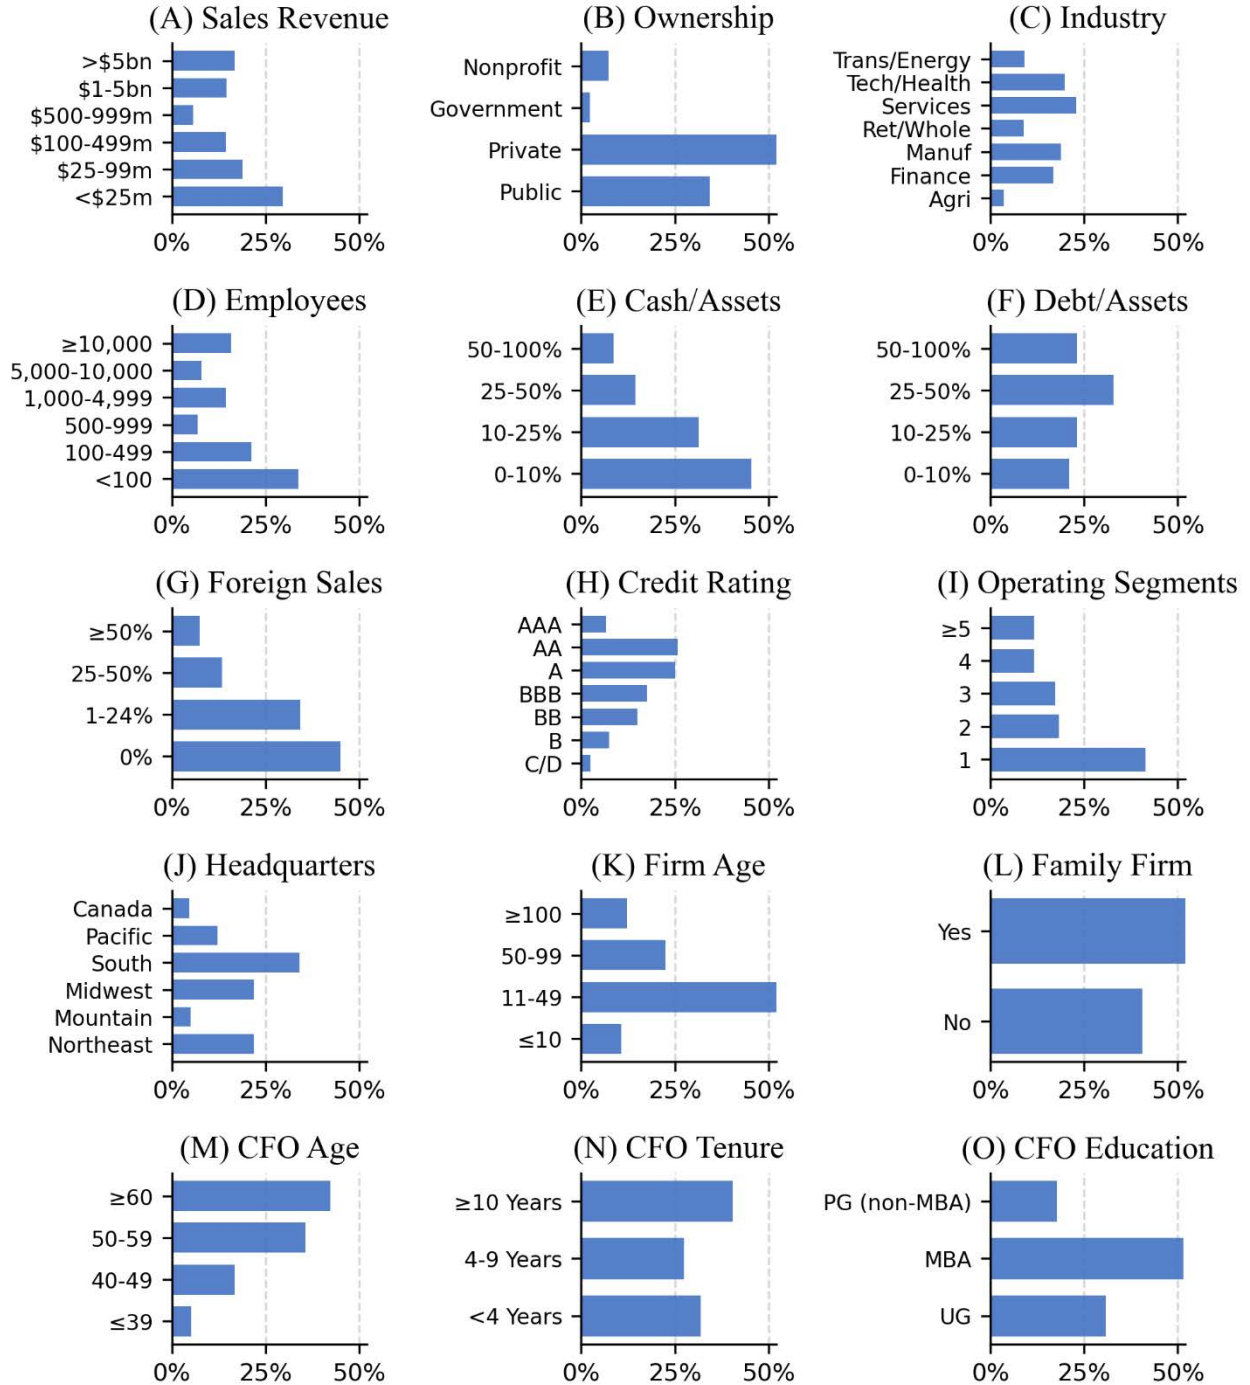 (A) Sales Revenue
>$5bn
$1-5bn
$500-999m
$100-499m
$25-99m
<$25m
0% 25% 50%
(B) Ownership
Nonprofit
Government
Private
Public
0% 25% 50%
(C) Industry
Trans/Energy
Tech/Health
Services
Ret/Whole
Manuf
Finance
Agri
0% 25% 50%
(D) Employees
≥10,000
5,000-10,000
1,000-4,999
500-999
100-499
<100
0% 25% 50%
(E) Cash/Assets
50-100%
25-50%
10-25%
0-10%
0% 25% 50%
(F) Debt/Assets
50-100%
25-50%
10-25%
0-10%
0% 25% 50%
(G) Foreign Sales
≥50%
25-50%
1-24%
0%
0% 25% 50%
(H) Credit Rating
AAA
AA
A
BBB
BB
B
C/D
0% 25% 50%
(I) Operating Segments
≥5
4
3
2
1
0% 25% 50%
(J) Headquarters
Canada
Pacific
South
Midwest
Mountain
Northeast
0% 25% 50%
(K) Firm Age
≥100
50-99
11-49
≤10
0% 25% 50%
(L) Family Firm
Yes
No
0% 25% 50%
(M) CFO Age
≥60
50-59
40-49
≤39
0% 25% 50%
(N) CFO Tenure
≥10 Years
4-9 Years
<4 Years
0% 25% 50%
(O) CFO Education
PG (non-MBA)
MBA
UG
0% 25% 50%